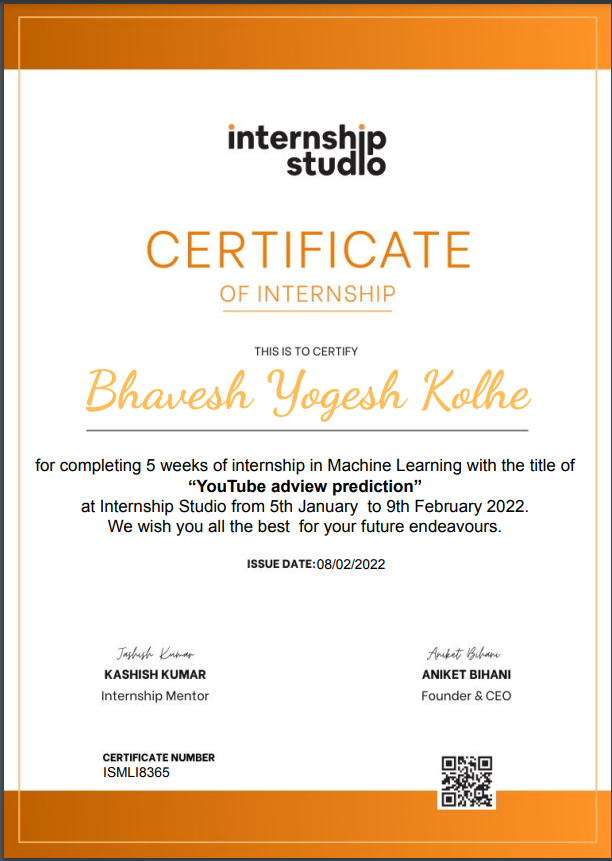 internship
studio
CERTIFICATE
OF INTERNSHIP
THIS IS TO CERTIFY
Bhavesh Yogesh Kolhe
for completing 5 weeks of internship in Machine Learning with the title of
“YouTube adview prediction”
at Internship Studio from 5th January to 9th February 2022.
We wish you all the best for your future endeavours.
ISSUE DATE:08/02/2022
Jashish Kumar
KASHISH KUMAR
Internship Mentor
Aniket Bihani
ANIKET BIHANI
Founder & CEO
CERTIFICATE NUMBER
ISMLI8365